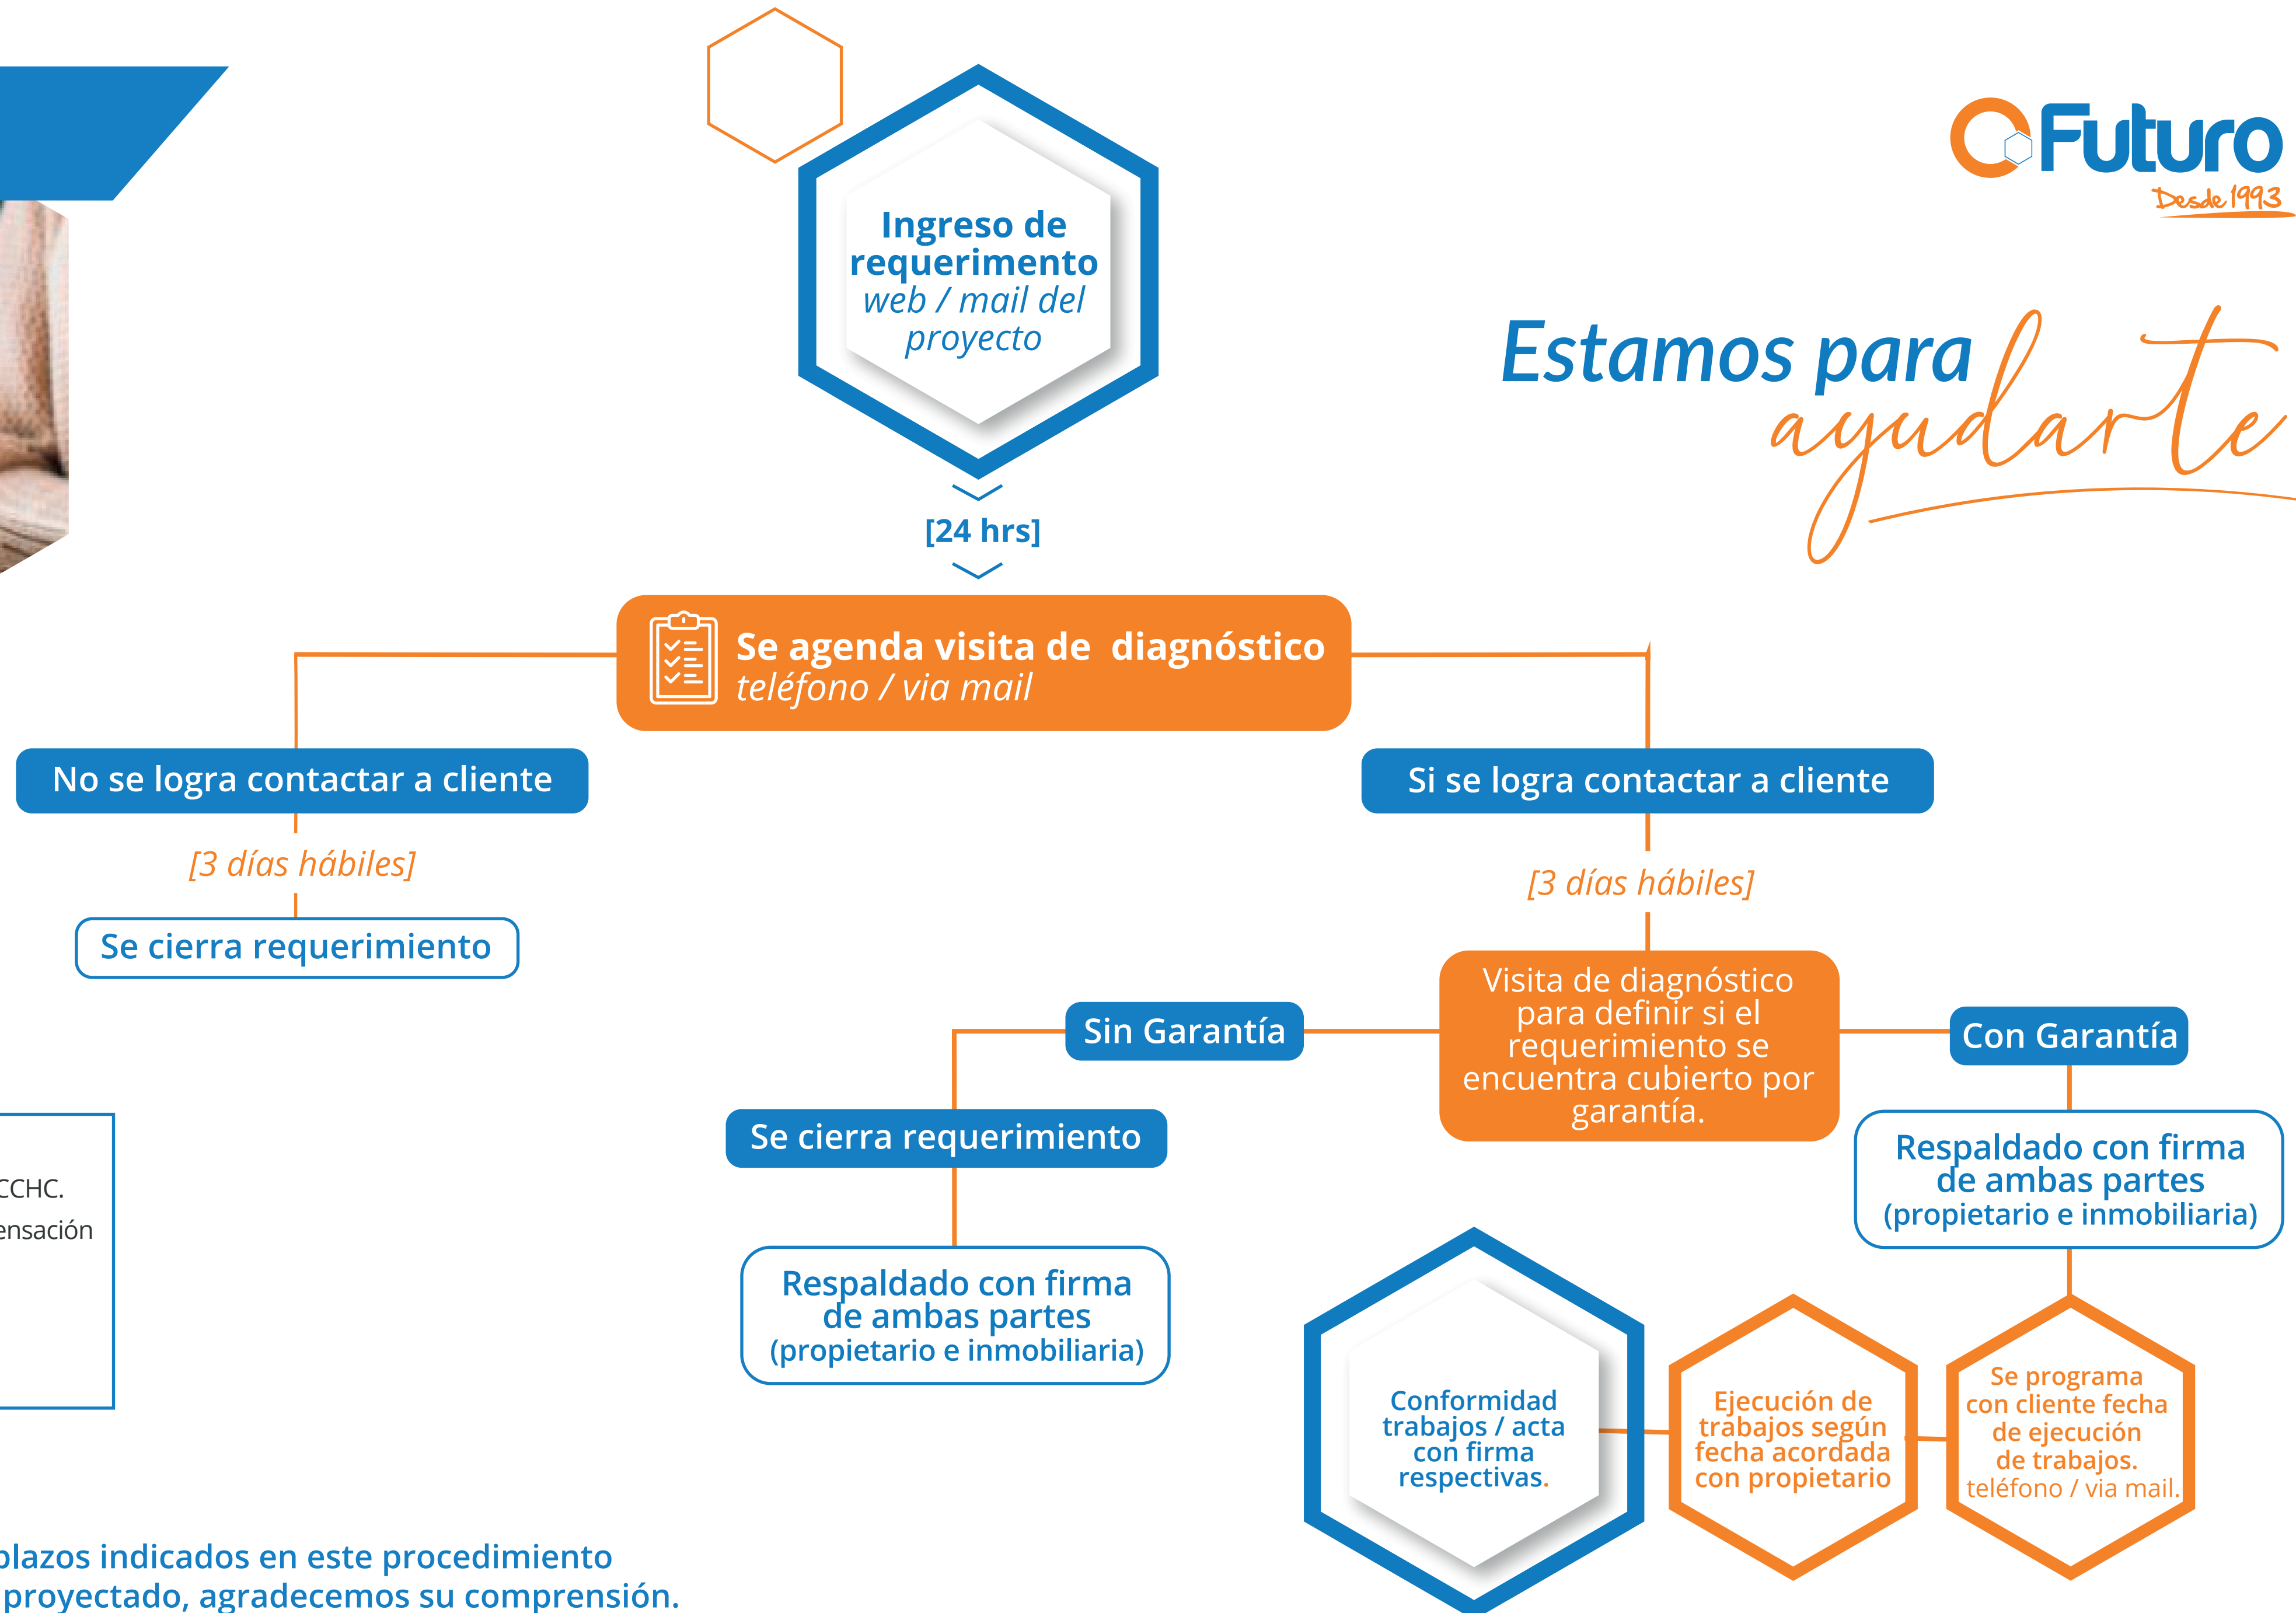 Futuro
Desde 1993
Estamos para
ayudarte
Ingreso de
requerimento
web / mail del
proyecto
[24 hrs]
Se agenda visita de diagnóstico
teléfono / via mail
No se logra contactar a cliente
[3 días hábiles]
Se cierra requerimiento
Si se logra contactar a cliente
[3 días hábiles]
Visita de diagnóstico
para definir si el
requerimiento se
encuentra cubierto por
garantía.
Sin Garantía
Se cierra requerimiento
Respaldado con firma
de ambas partes
(propietario e inmobiliaria)
Con Garantía
Respaldado con firma
de ambas partes
(propietario e inmobiliaria)
Se programa
con cliente fecha
de ejecución
de trabajos.
teléfono / via mail.
Ejecución de
trabajos según
fecha acordada
con propietario
Conformidad
trabajos / acta
con firma
respectivas.
CCHC.
ensación
plazos indicados en este procedimiento
proyectado, agradecemos su comprensión.